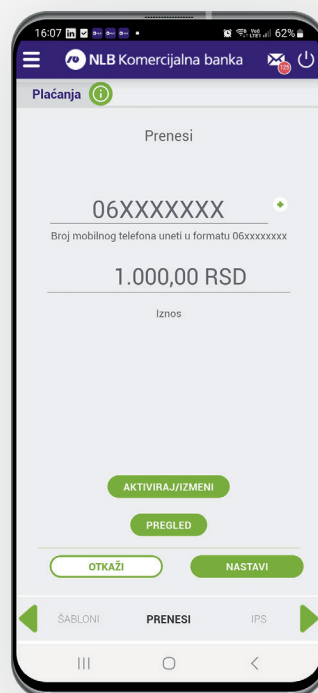 16:07 62%
NLB Komercijalna banka
Plaćanja
Prenesi
06XXXXXXX
Broj mobilnog telefona uneti u formatu 06xxxxxxxx
1.000,00 RSD
Iznos
AKTIVIRAJ/IZMENI
PREGLED
OTKAŽI NASTAVI
ŠABLONI PRENESI IPS